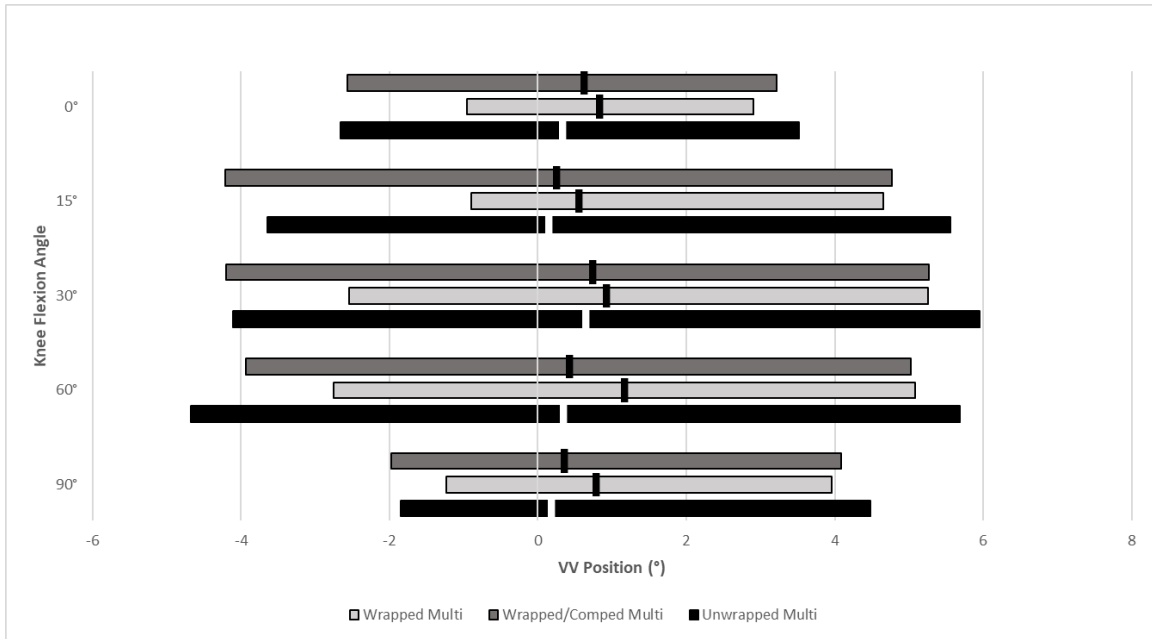 0°
15°
30°
60°
90°
Knee Flexion Angle
-6 -4 -2 0 2 4 6 8
VV Position (°)
Wrapped Multi Wrapped/Comped Multi Unwrapped Multi